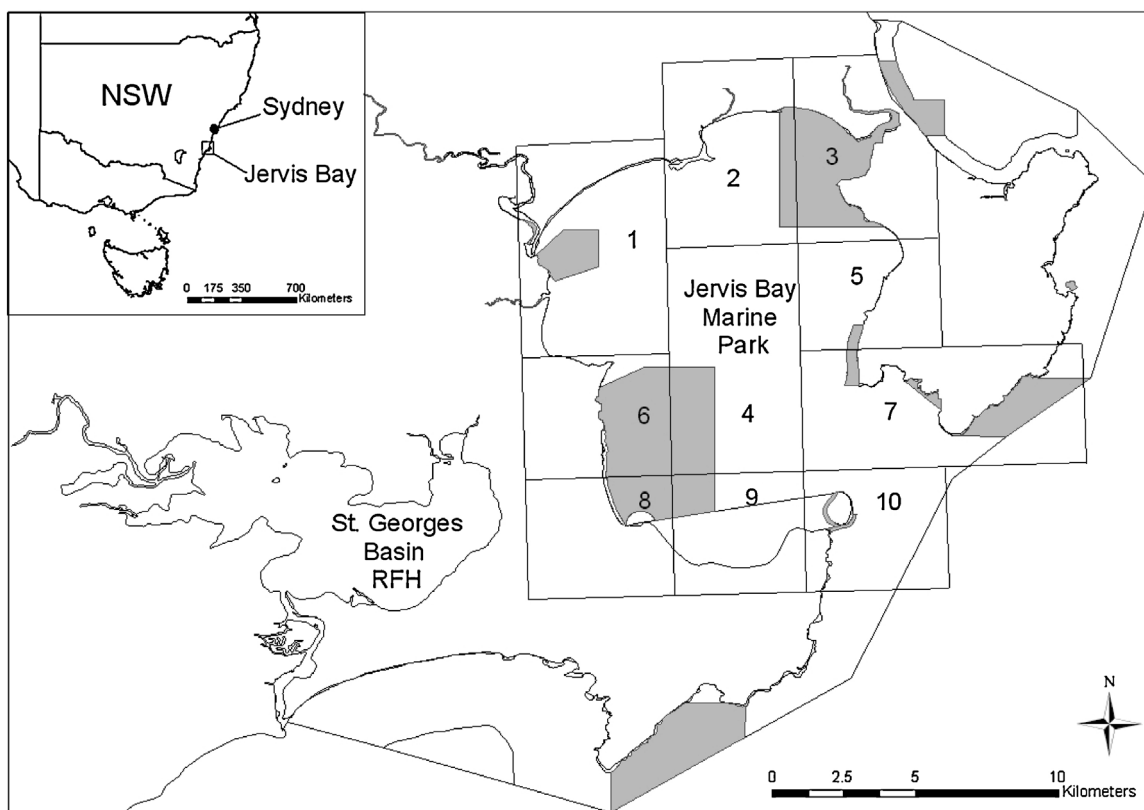 NSW
Sydney
Jervis Bay
0 175 350 700
Kilometers
1
2
3
5
Jervis Bay
Marine
Park
6
4
7
8
9
10
St. Georges
Basin
RFH
N
0 2.5 5 10
Kilometers